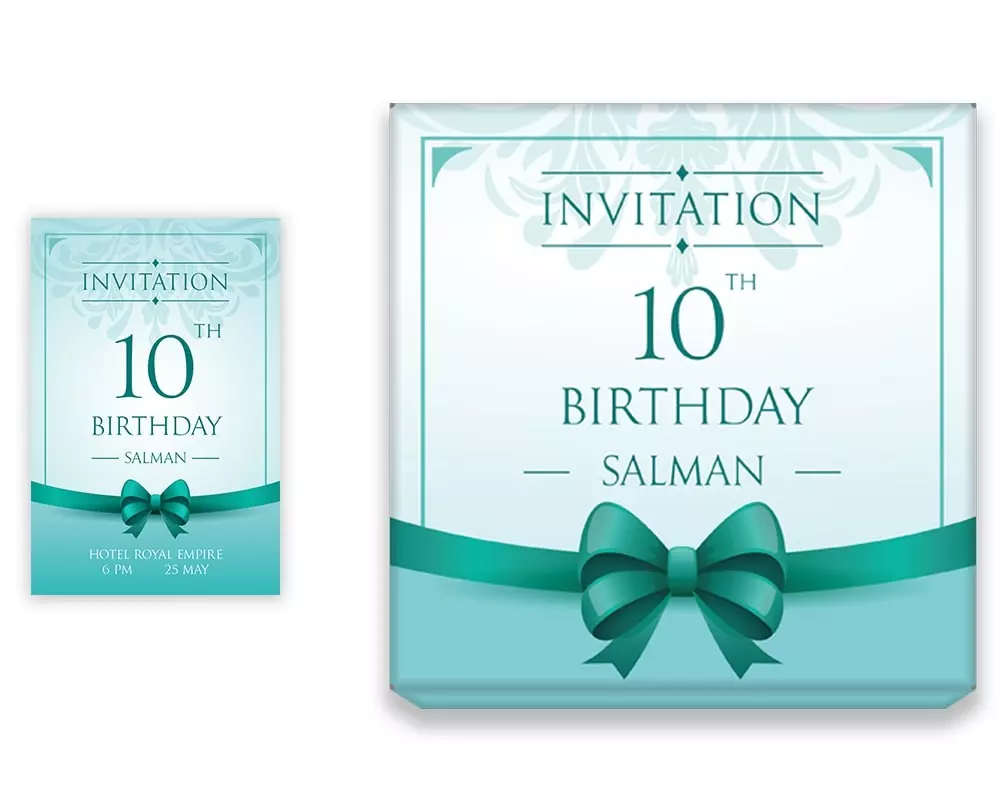 INVITATION
10TH
BIRTHDAY
SALMAN
HOTEL ROYAL EMPIRE
6 PM 25 MAY
INVITATION
10TH
BIRTHDAY
SALMAN